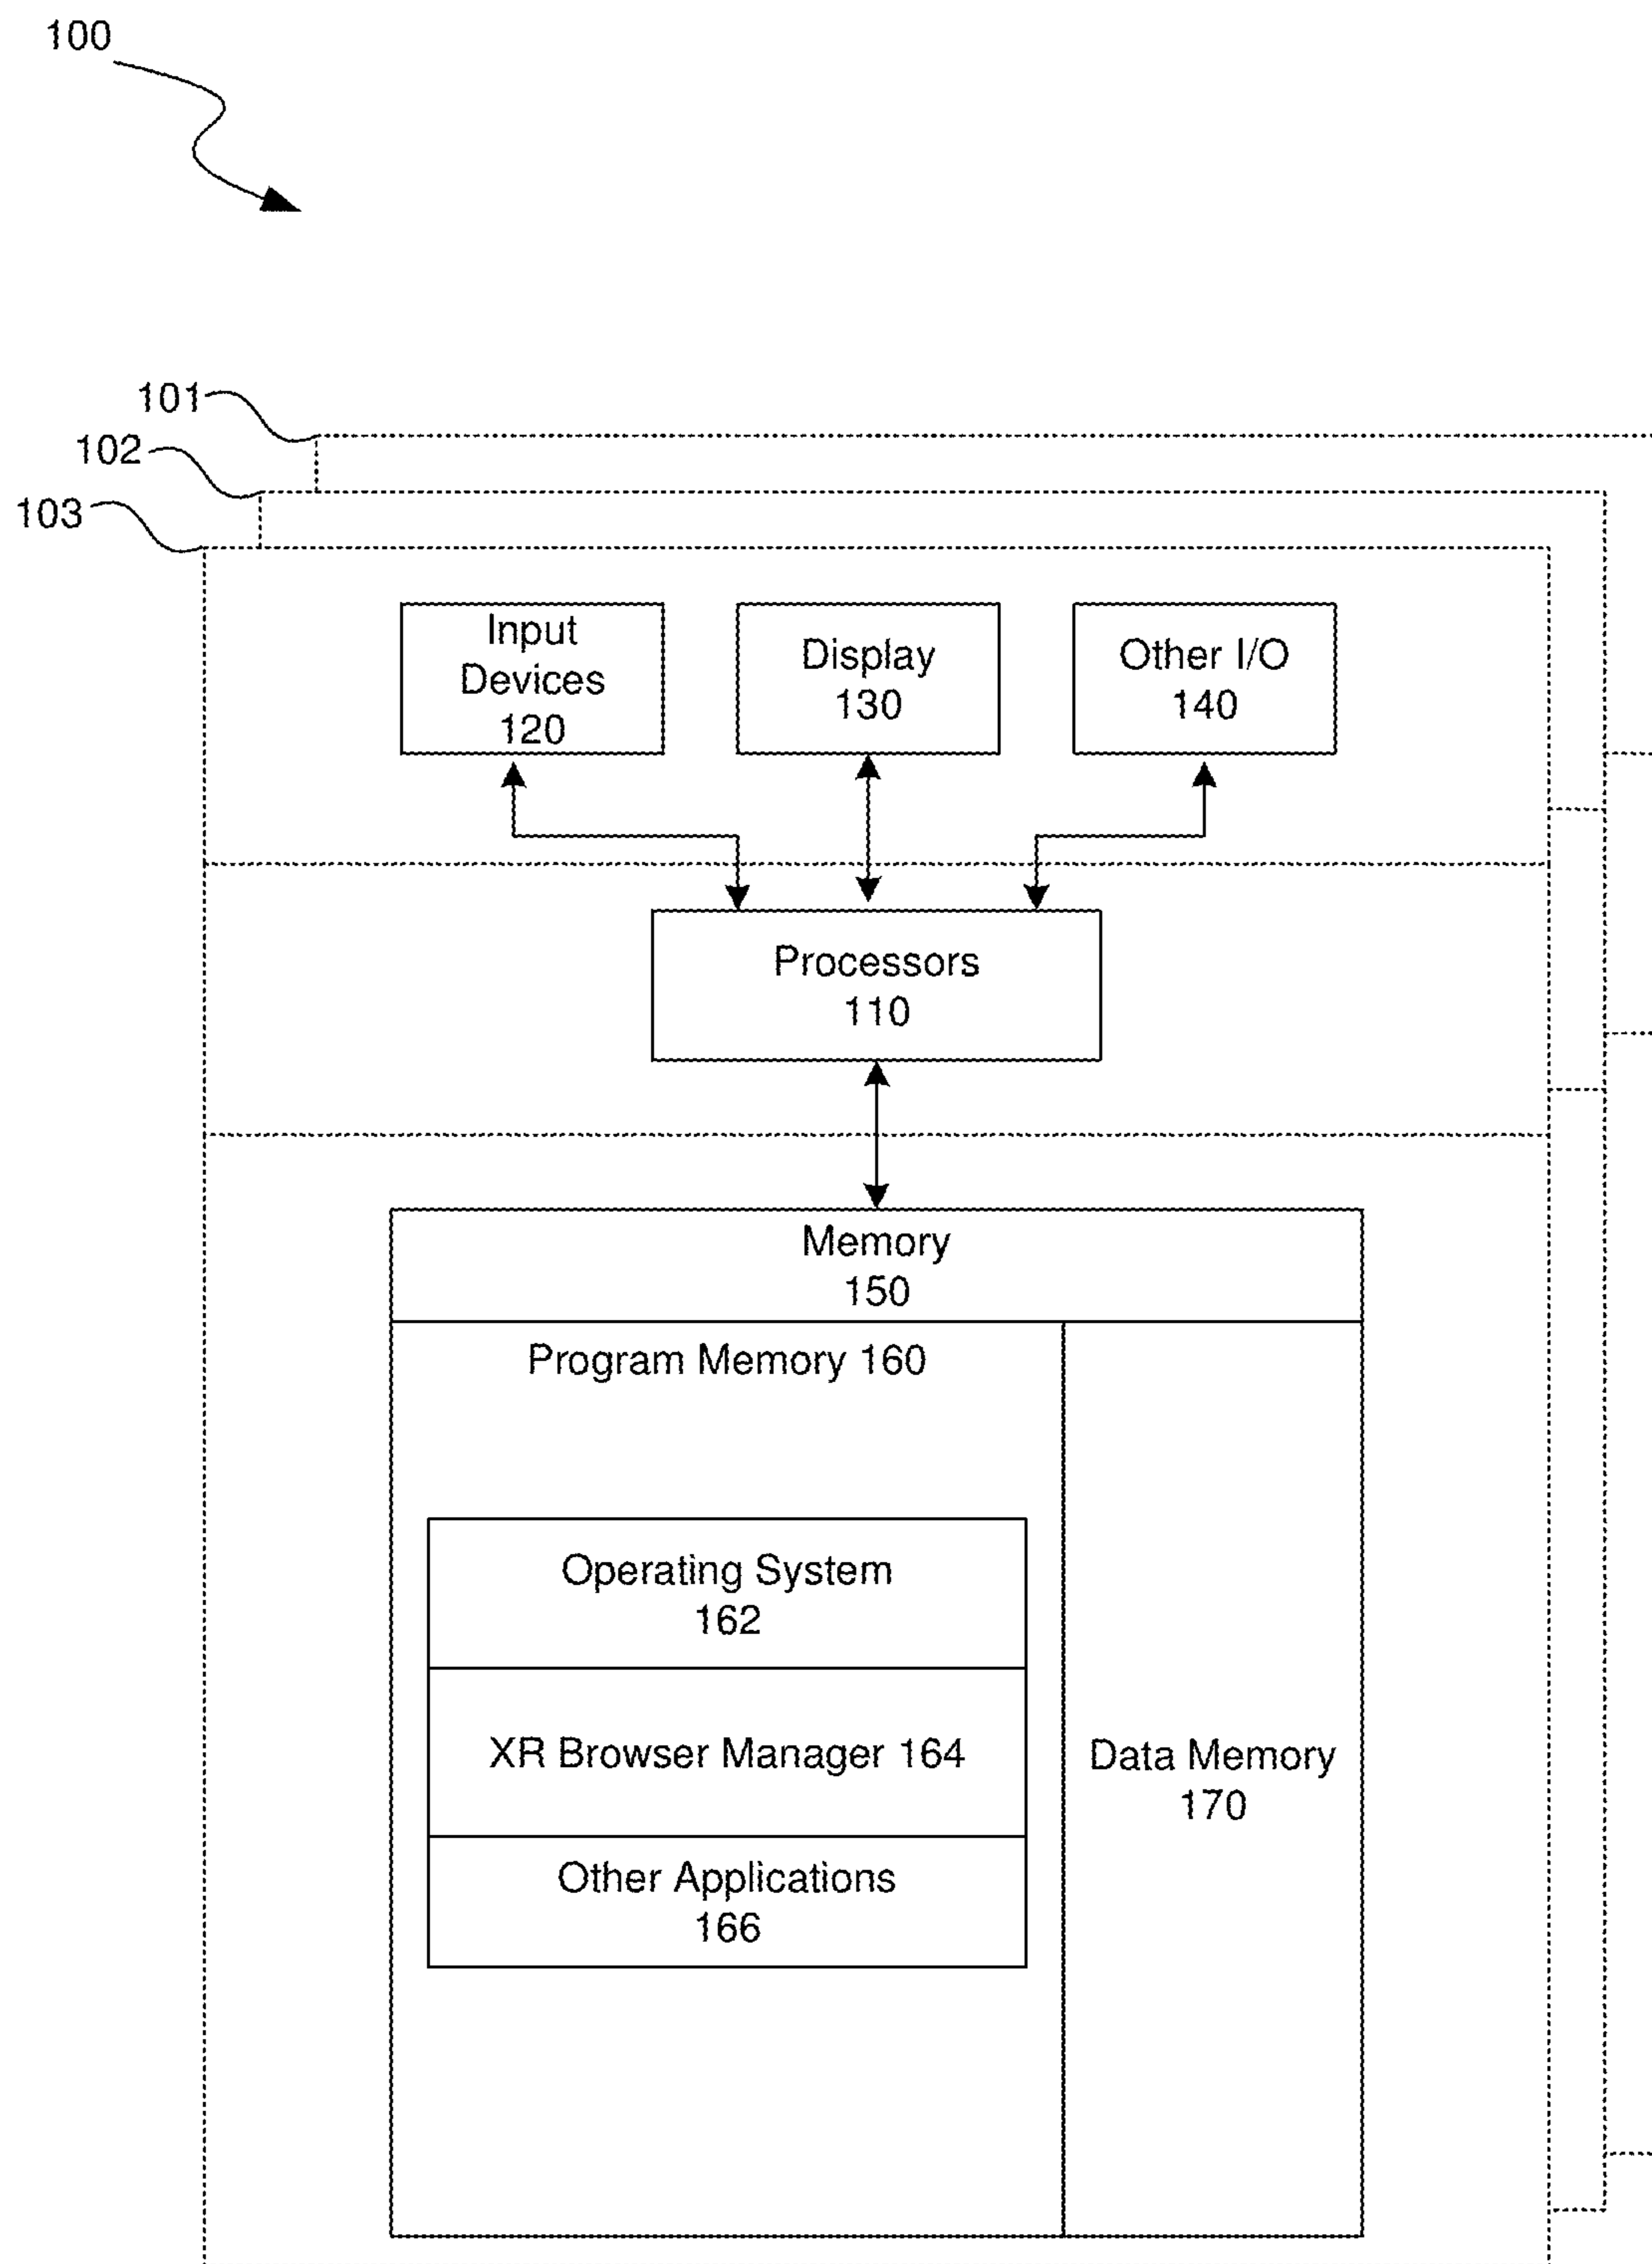 100
101
102
103
Input
Devices
120
Display
130
Other I/O
140
Processors
110
Memory
150
Program Memory 160
Operating System
162
XR Browser Manager 164
Other Applications
166
Data Memory
170